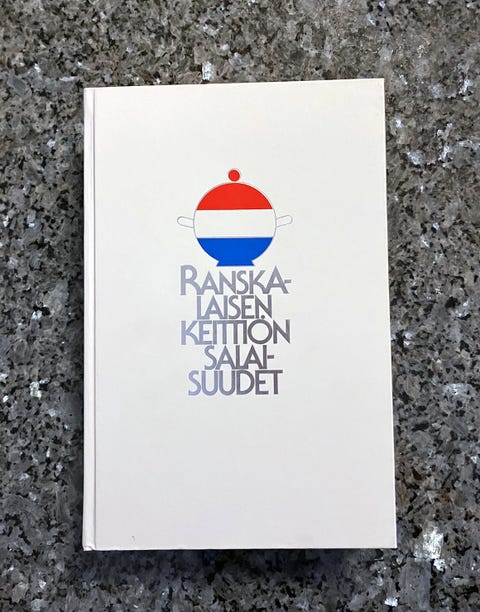 RANSKA-
LAISEN
KEITTIÖN
SALAI-
SUUDET